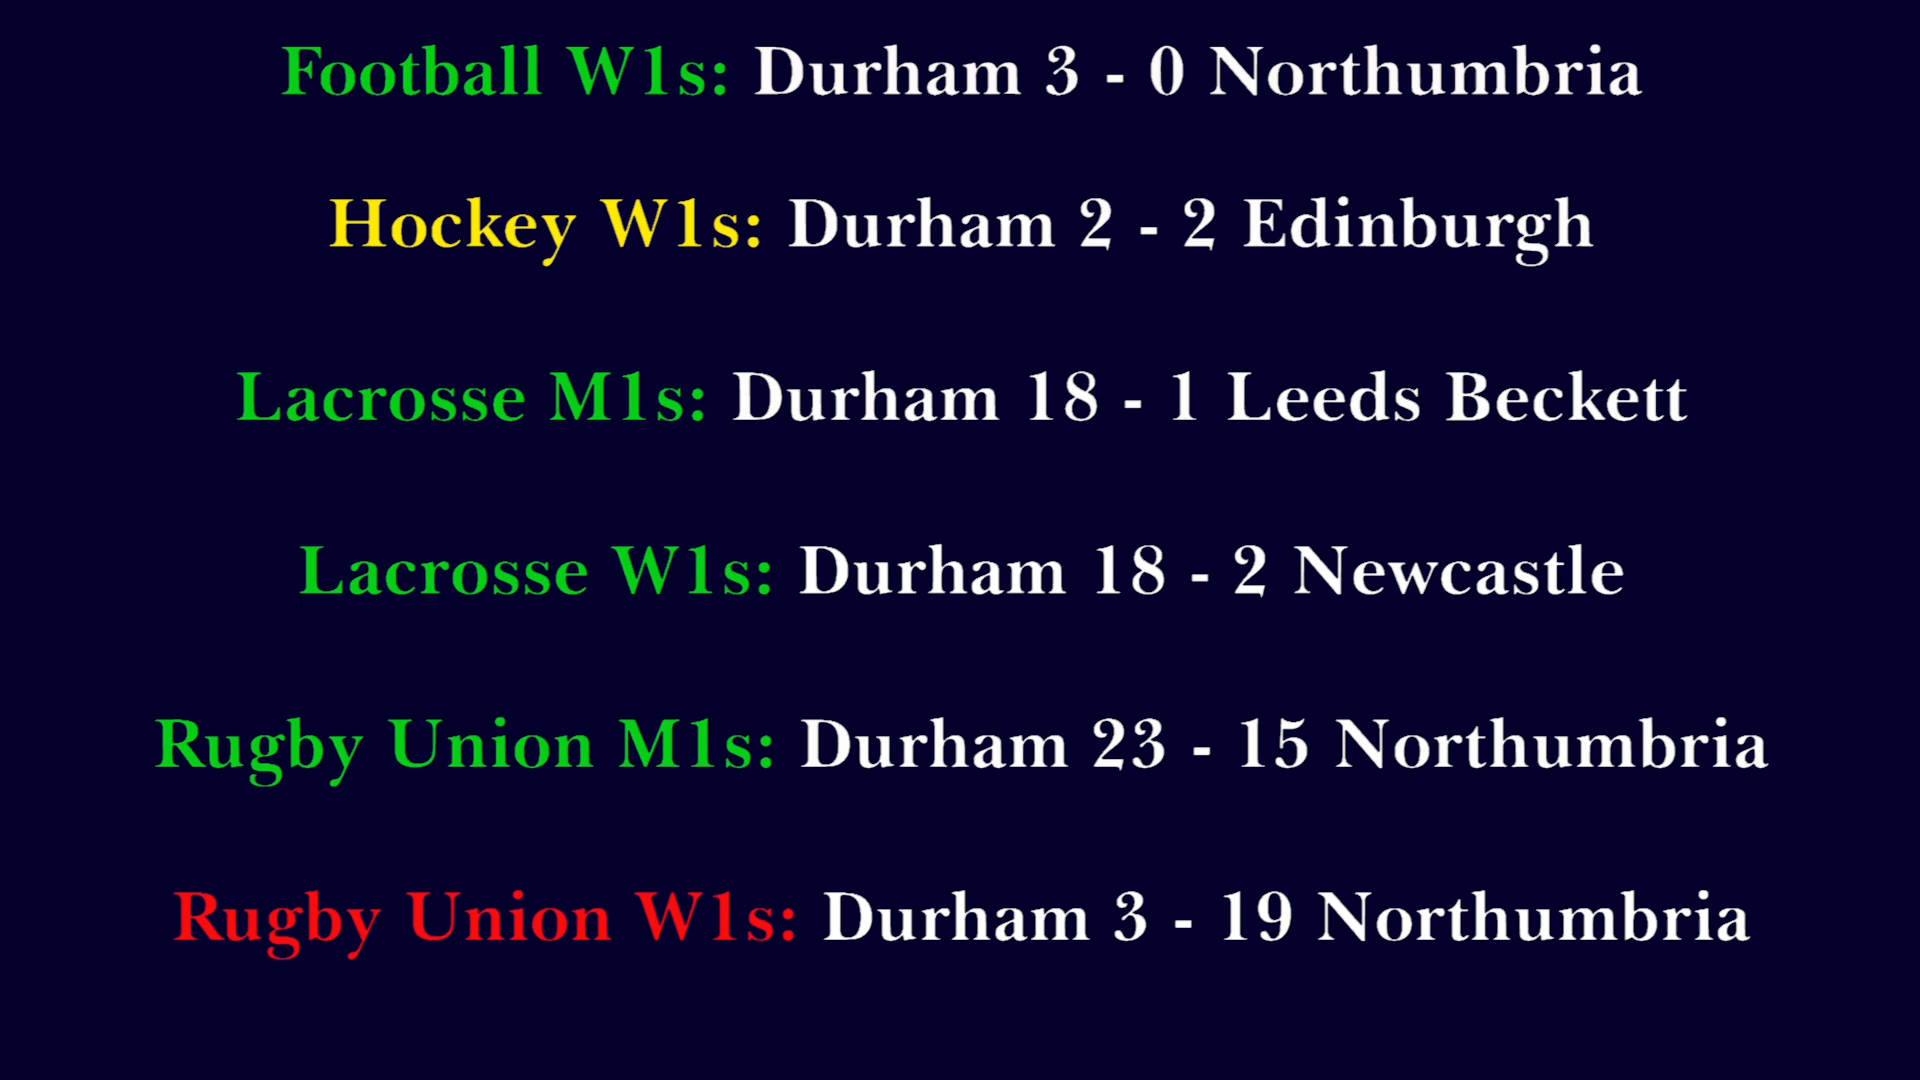 Football W1s: Durham 3 - 0 Northumbria
Hockey W1s: Durham 2 - 2 Edinburgh
Lacrosse M1s: Durham 18 - 1 Leeds Beckett
Lacrosse W1s: Durham 18 - 2 Newcastle
Rugby Union M1s: Durham 23 - 15 Northumbria
Rugby Union W1s: Durham 3 - 19 Northumbria